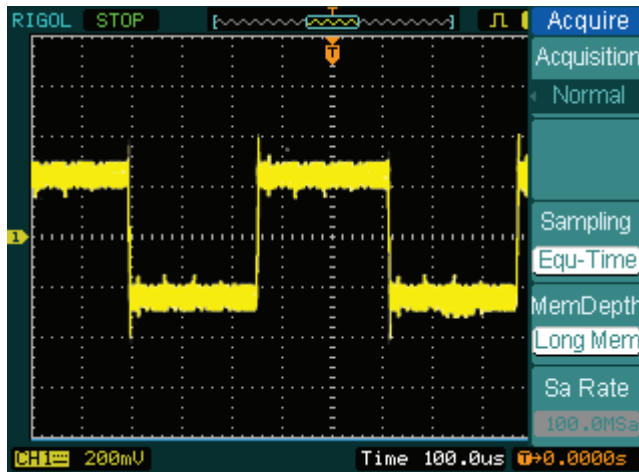 RIGOL STOP
T
T
1
Acquire
Acquisition
Normal
Sampling
Equ-Time
MemDepth
Long Mem
Sa Rate
100.0MSa
CH1 200mV Time 100.0us T→0.0000s